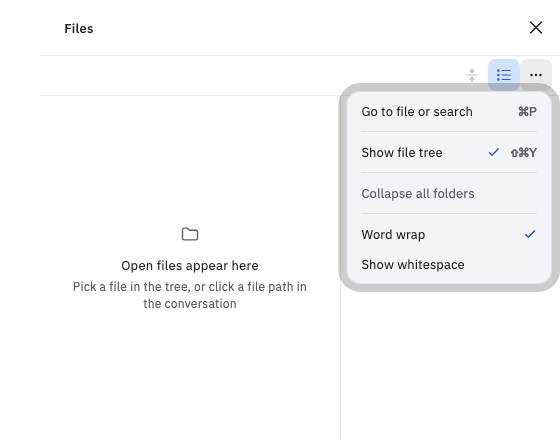 Files
Go to file or search ⌘P
Show file tree ⇧⌘Y
Collapse all folders
Word wrap
Show whitespace
Open files appear here
Pick a file in the tree, or click a file path in
the conversation